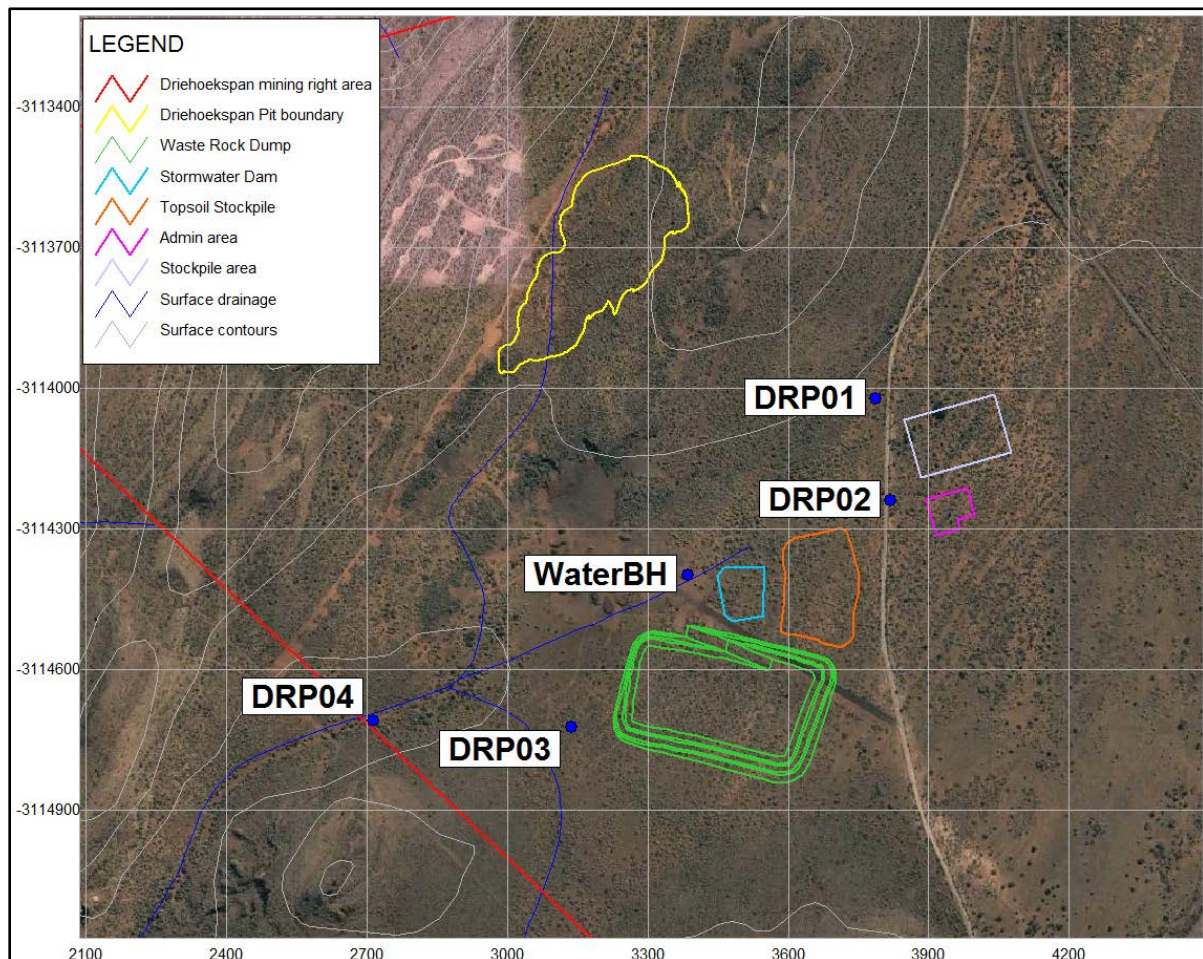 LEGEND
Driehoekspan mining right area
Driehoekspan Pit boundary
Waste Rock Dump
Stormwater Dam
Topsoil Stockpile
Admin area
Stockpile area
Surface drainage
Surface contours
-3113400
-3113700
-3114000
-3114300
-3114600
-3114900
DRP01
DRP02
WaterBH
DRP04
DRP03
2100
2400
2700
3000
3300
3600
3900
4200